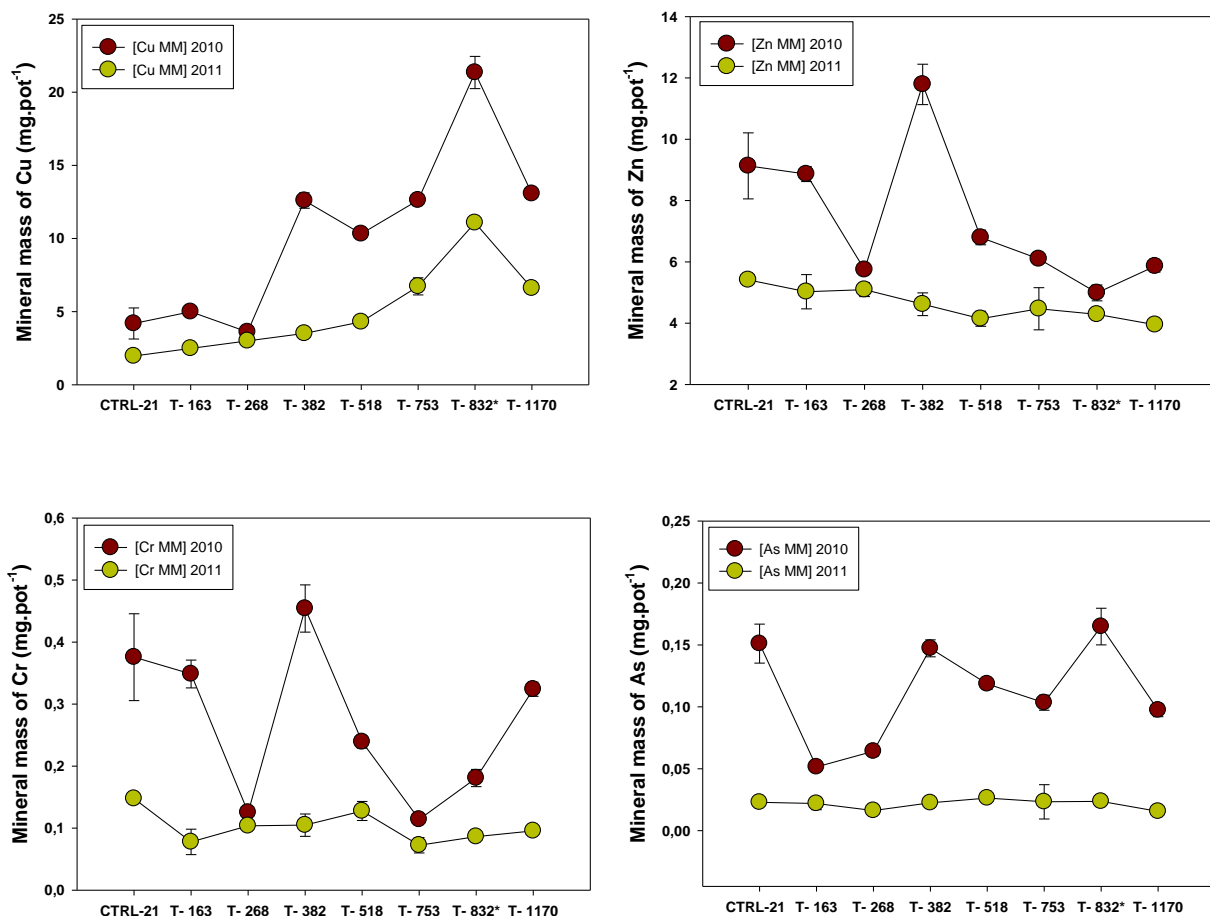 [Cu MM] 2010
[Cu MM] 2011
Mineral mass of Cu (mg.pot-1)
25
20
15
10
5
0
CTRL-21 T- 163 T- 268 T- 382 T- 518 T- 753 T- 832* T- 1170
[Zn MM] 2010
[Zn MM] 2011
Mineral mass of Zn (mg.pot-1)
14
12
10
8
6
4
2
CTRL-21 T- 163 T- 268 T- 382 T- 518 T- 753 T- 832* T- 1170
[Cr MM] 2010
[Cr MM] 2011
Mineral mass of Cr (mg.pot-1)
0,6
0,5
0,4
0,3
0,2
0,1
0,0
CTRL-21 T- 163 T- 268 T- 382 T- 518 T- 753 T- 832* T- 1170
[As MM] 2010
[As MM] 2011
Mineral mass of As (mg.pot-1)
0,25
0,20
0,15
0,10
0,05
0,00
CTRL-21 T- 163 T- 268 T- 382 T- 518 T- 753 T- 832* T- 1170